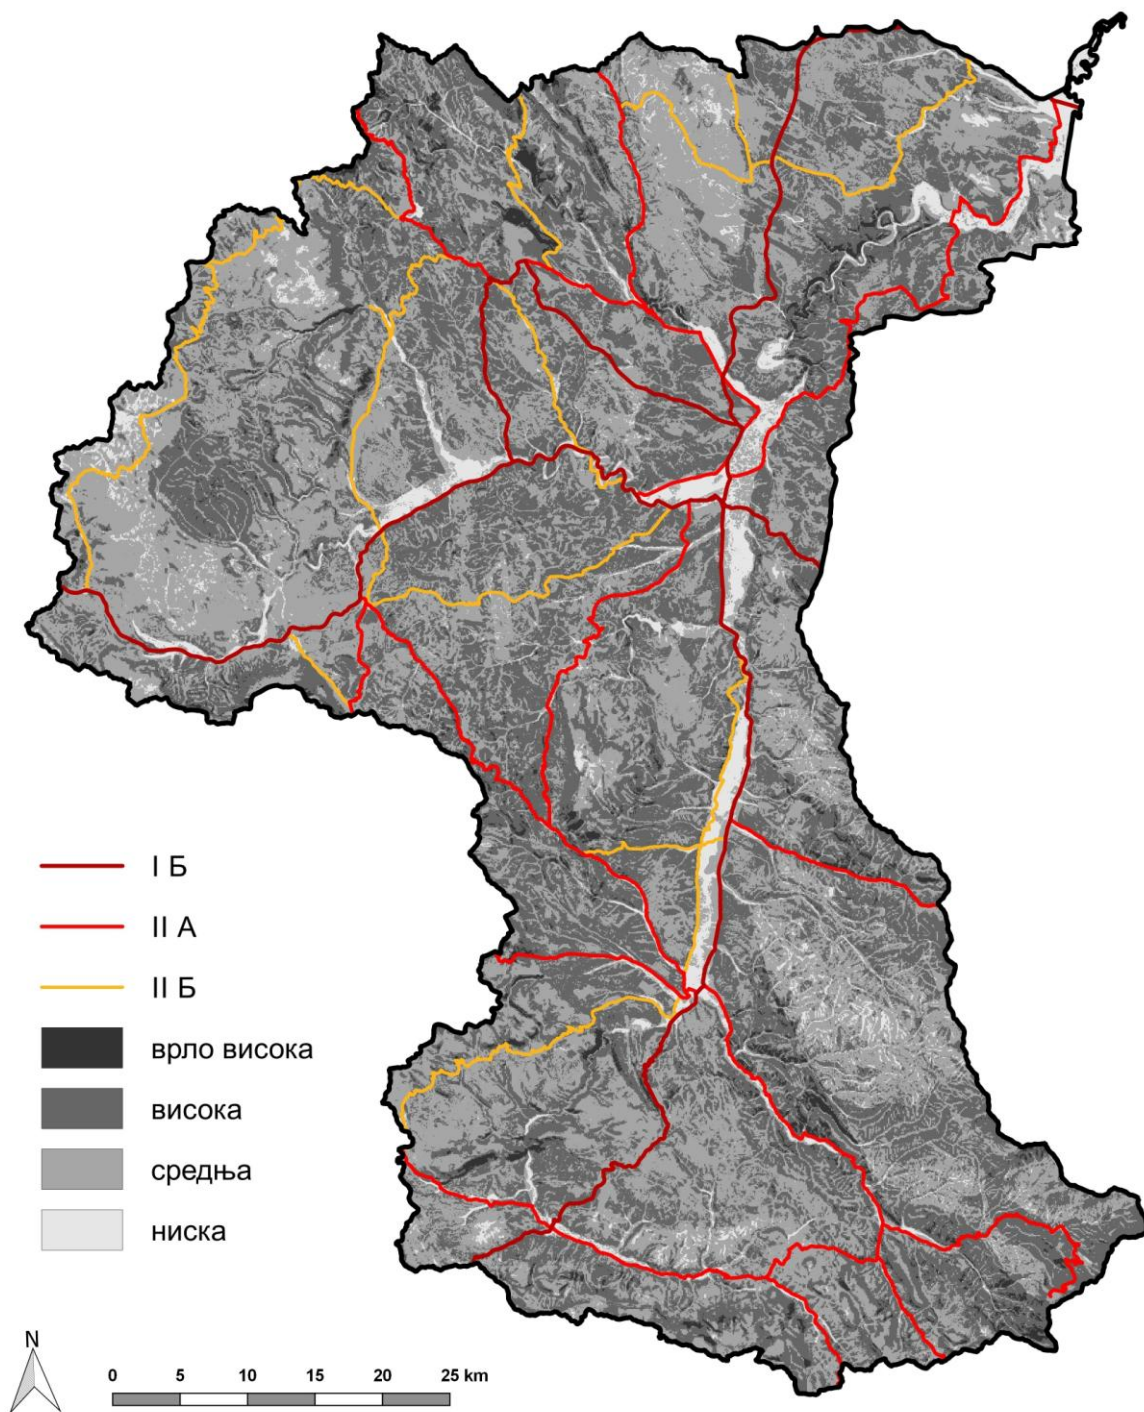 I Б
II А
II Б
врло висока
висока
средња
ниска
N
0 5 10 15 20 25 km